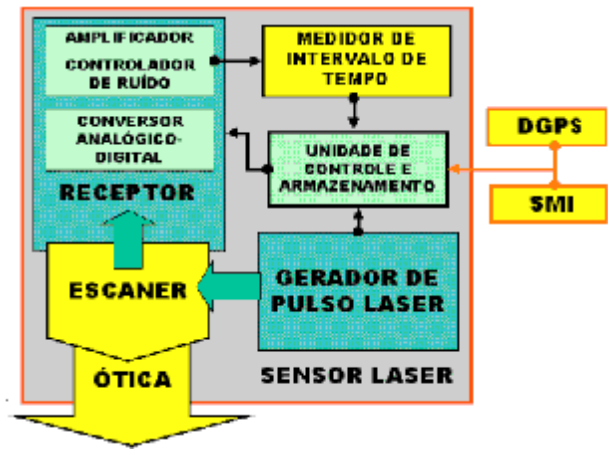 AMPLIFICADOR
CONTROLADOR
DE RUÍDO
CONVERSOR
ANALÓGICO-
DIGITAL
RECEPTOR
MEDIDOR DE
INTERVALO DE
TEMPO
UNIDADE DE
CONTROLE E
ARMAZENAMENTO
DGPS
SMI
ESCANER
GERADOR DE
PULSO LASER
ÓTICA
SENSOR LASER